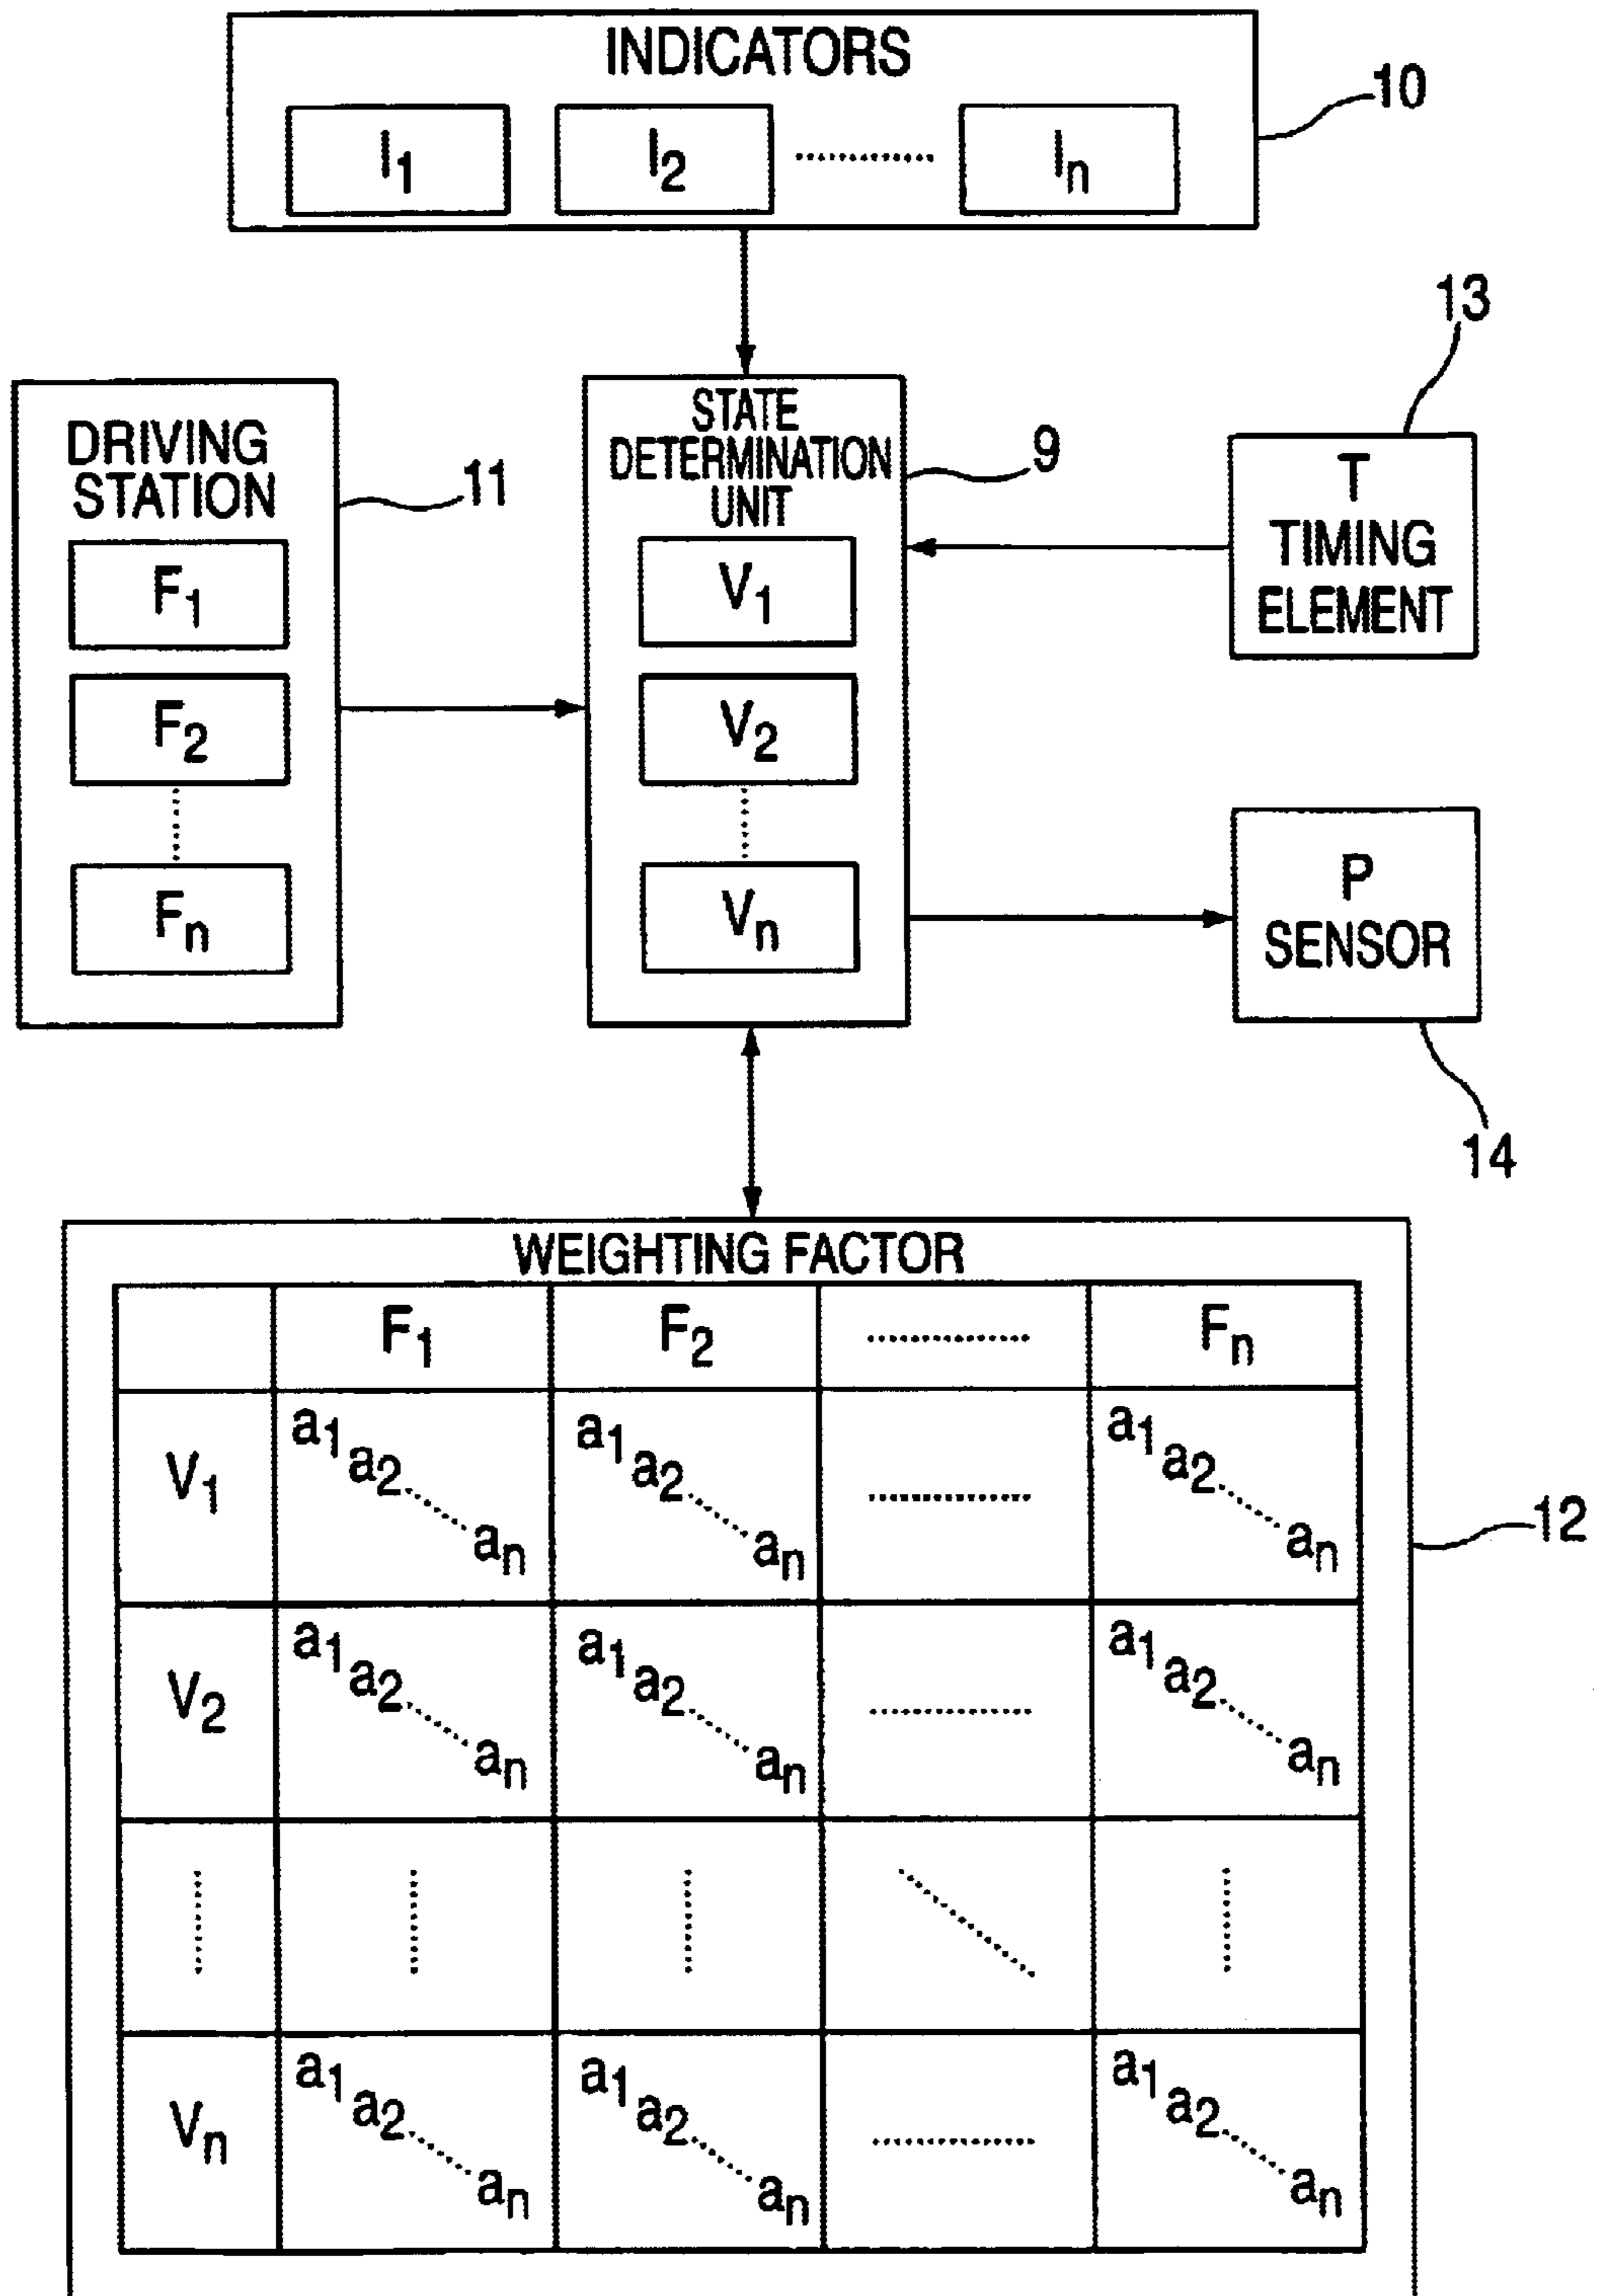 INDICATORS
I1 I2 In
10
13
DRIVING
STATION
11
F1
F2
Fn
STATE
DETERMINATION
UNIT
9
V1
V2
Vn
T
TIMING
ELEMENT
P
SENSOR
14
WEIGHTING FACTOR
F1 F2 Fn
V1 a1 a2 an a1 a2 an a1 a2 an
12
V2 a1 a2 an a1 a2 an a1 a2 an
Vn a1 a2 an a1 a2 an a1 a2 an